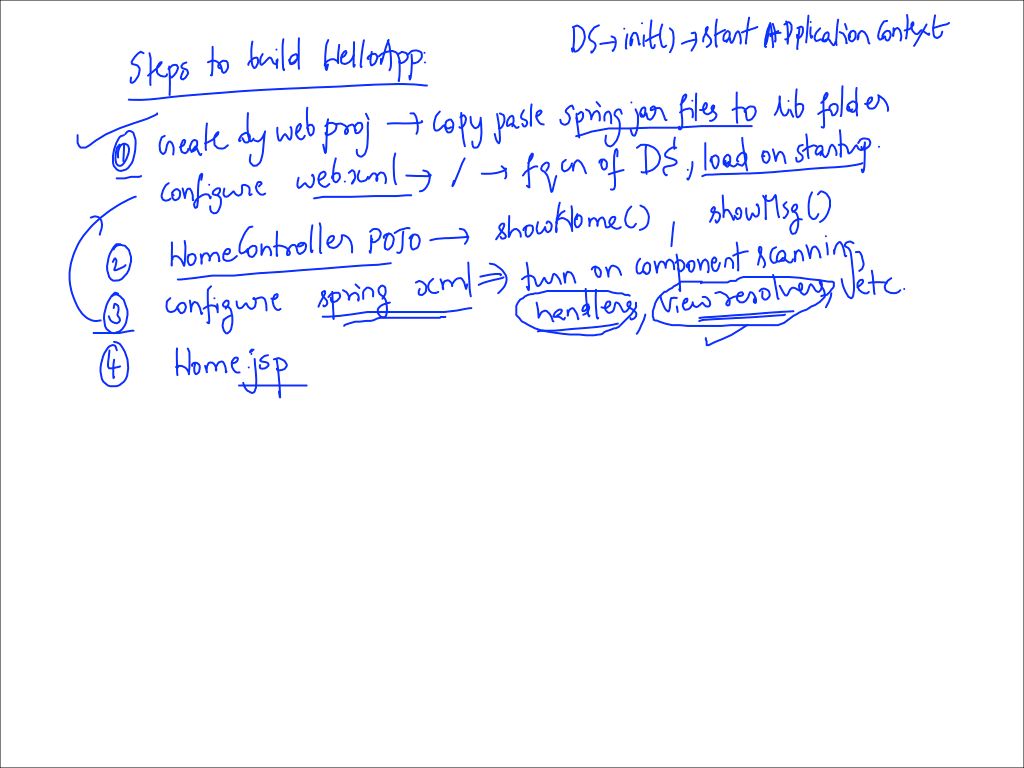 DS → init() → start Application Context
Steps to build HelloApp:
① create dy web proj → copy paste spring jar files to lib folder
configure web.xml → / → fqcn of DS, load on startup.
② HomeController POJO → showHome() , showMsg()
③ configure spring xml ⇒ turn on component scanning,
handlers, view resolvers, etc.
④ Home.jsp